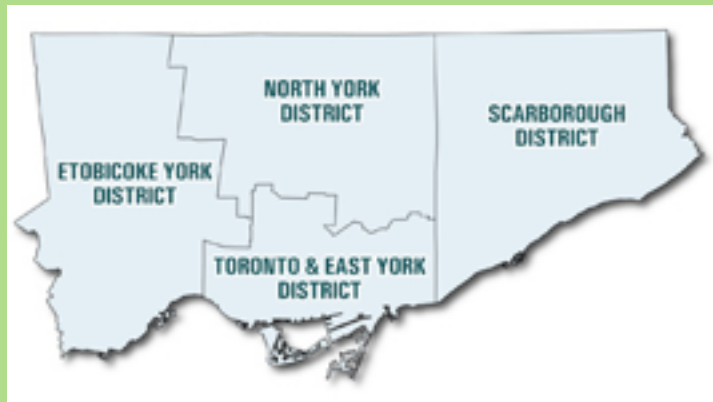 NORTH YORK
DISTRICT
SCARBOROUGH
DISTRICT
ETOBICOKE YORK
DISTRICT
TORONTO & EAST YORK
DISTRICT